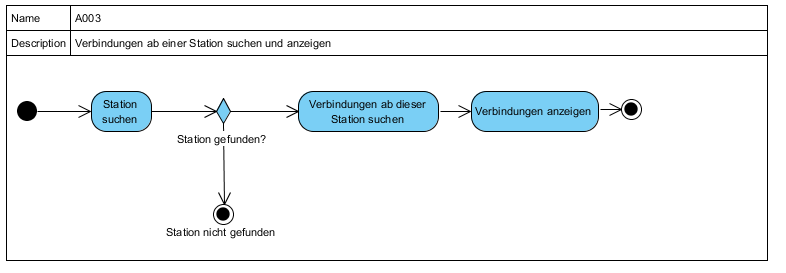 Name A003
Description Verbindungen ab einer Station suchen und anzeigen
Station
suchen
Station gefunden?
Verbindungen ab dieser
Station suchen
Verbindungen anzeigen
Station nicht gefunden